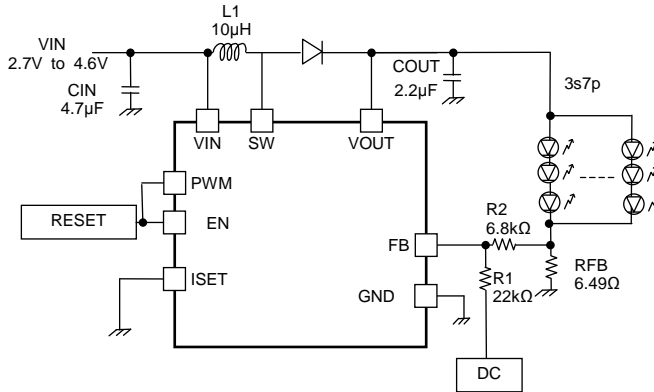 L1
10μH
VIN
2.7V to 4.6V
CIN
4.7μF
COUT
2.2μF
3s7p
VIN
SW
VOUT
PWM
RESET
EN
ISET
FB
GND
R2
6.8kΩ
R1
22kΩ
RFB
6.49Ω
DC